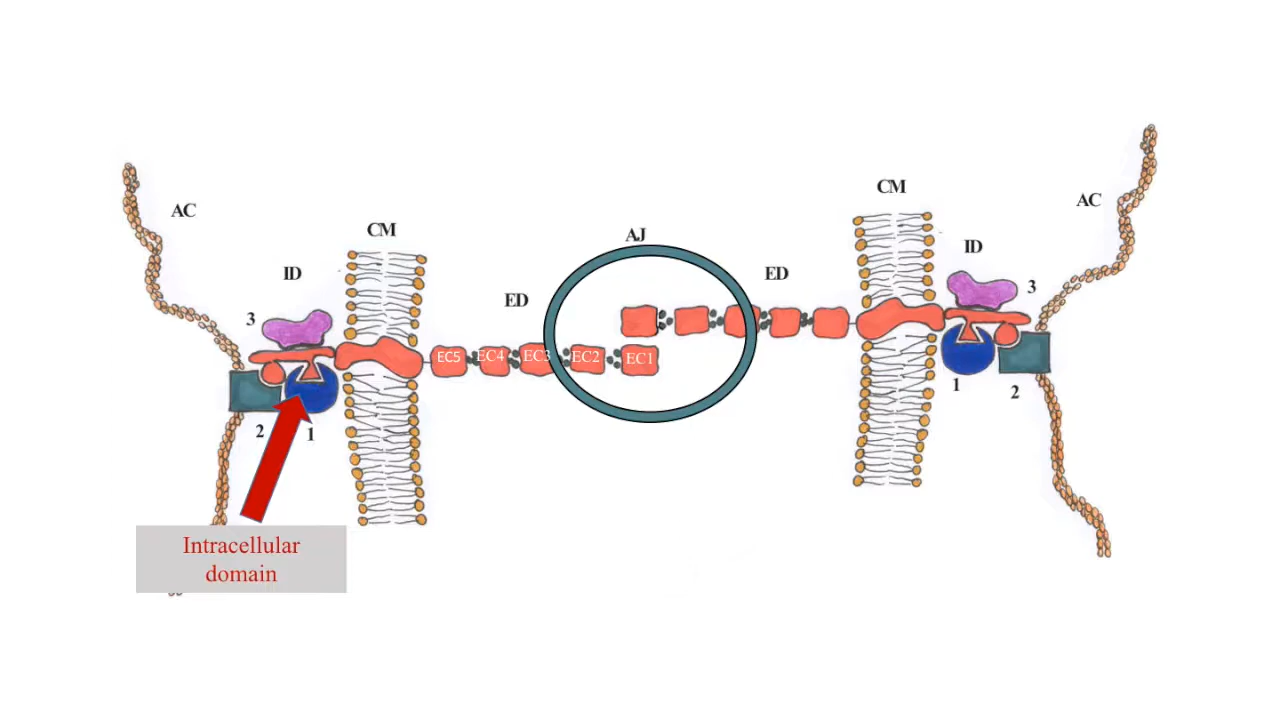 AC
CM
ID
3
2
1
ED
EC5
EC4
EC3
EC2
EC1
AJ
ED
CM
ID
3
1
2
AC
Intracellular
domain